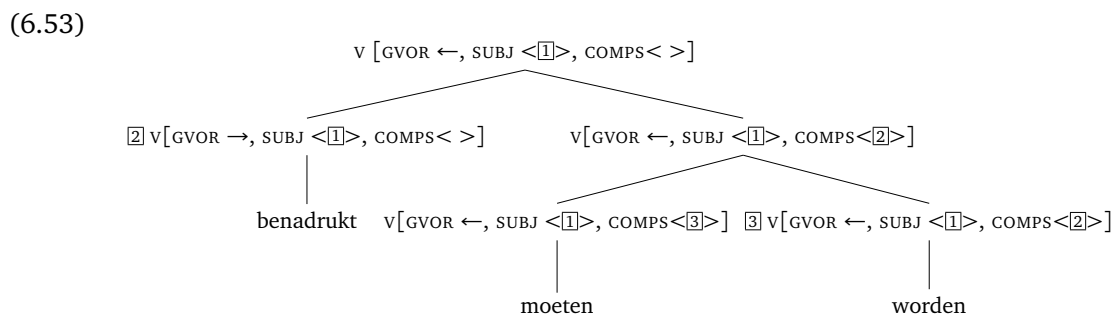 (6.53)
V [GVOR ←, SUBJ <1>, COMPS< >]
2 V[GVOR →, SUBJ <1>, COMPS< >] V[GVOR ←, SUBJ <1>, COMPS<2>]
benadrukt V[GVOR ←, SUBJ <1>, COMPS<3>] 3 V[GVOR ←, SUBJ <1>, COMPS<2>]
moeten worden